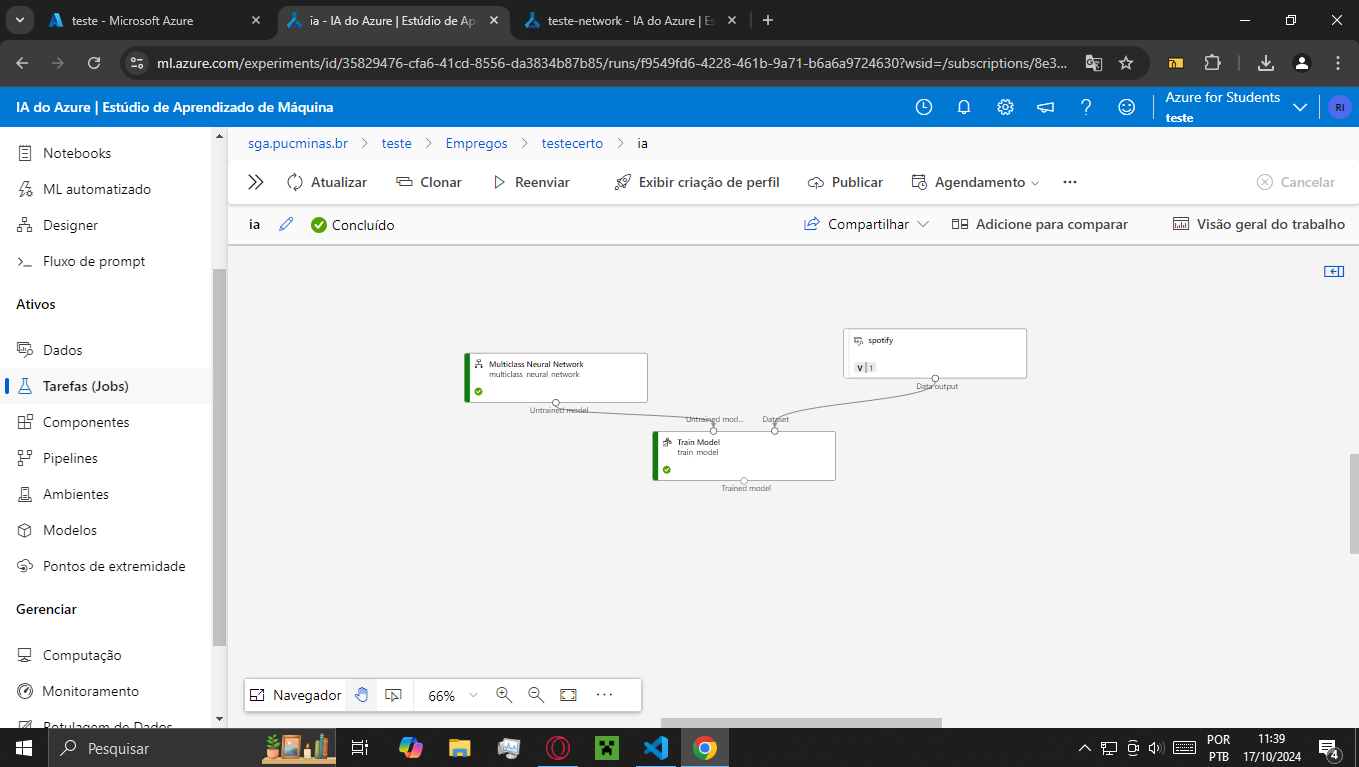 teste - Microsoft Azure
ia - IA do Azure | Estúdio de Ap
teste-network - IA do Azure | Es
ml.azure.com/experiments/id/35829476-cfa6-41cd-8556-da3834b87b85/runs/f9549fd6-4228-461b-9a71-b6a6a9724630?wsid=/subscriptions/8e3...
IA do Azure | Estúdio de Aprendizado de Máquina
Azure for Students
teste
RI
Notebooks
ML automatizado
Designer
Fluxo de prompt
Ativos
Dados
Tarefas (Jobs)
Componentes
Pipelines
Ambientes
Modelos
Pontos de extremidade
Gerenciar
Computação
Monitoramento
Rotulagem de Dados
sga.pucminas.br > teste > Empregos > testecerto > ia
Atualizar
Clonar
Reenviar
Exibir criação de perfil
Publicar
Agendamento
Cancelar
ia
Concluído
Compartilhar
Adicione para comparar
Visão geral do trabalho
spotify
V | 1
Data output
Multiclass Neural Network
multiclass_neural_network
Untrained model
Untrained mod...
Dataset
Train Model
train_model
Trained model
Navegador
66%
Pesquisar
POR
PTB
11:39
17/10/2024
4